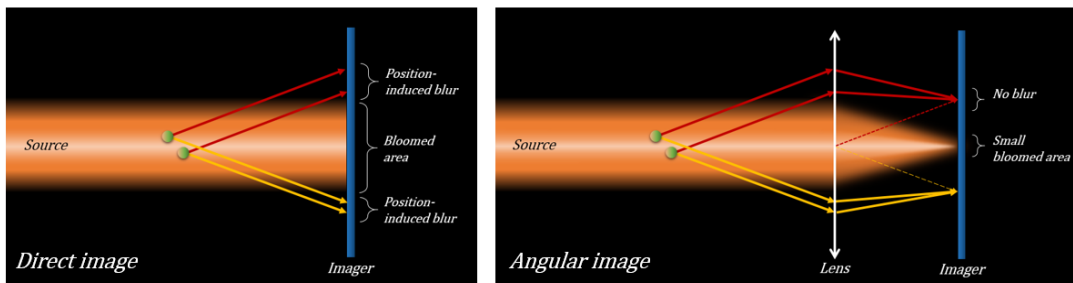 Position-
induced blur
Source
Bloomed
area
Position-
induced blur
Direct image
Imager
No blur
Source
Small
bloomed area
Angular image
Lens
Imager